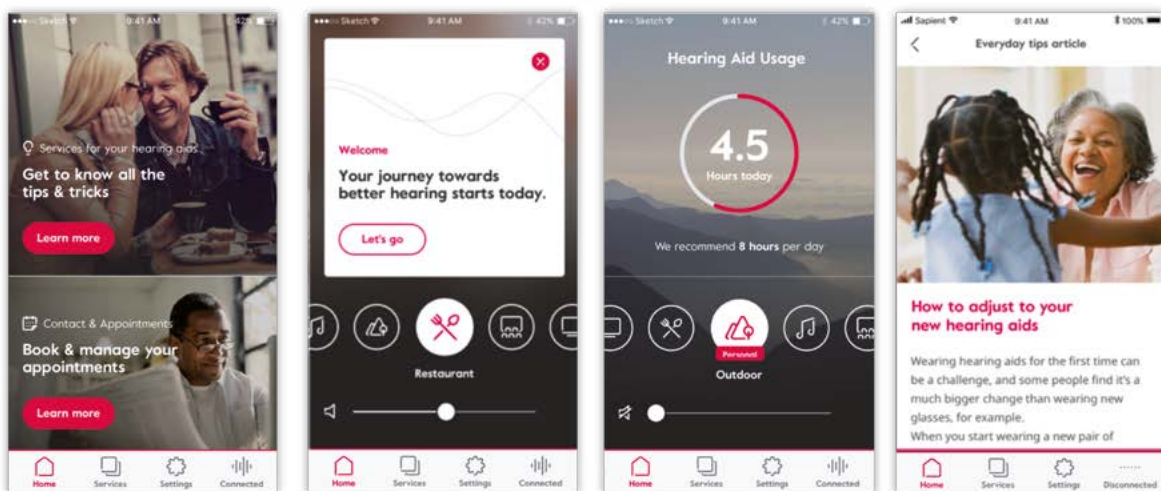 Sketch 9:41 AM 42%
Services for your hearing aids
Get to know all the
tips & tricks
Learn more
Contact & Appointments
Book & manage your
appointments
Learn more
Home Services Settings Connected
Sketch 9:41 AM 42%
Welcome
Your journey towards
better hearing starts today.
Let's go
Restaurant
Home Services Settings Connected
Sketch 9:41 AM 42%
Hearing Aid Usage
4.5
Hours today
We recommend 8 hours per day
Personal
Outdoor
Home Services Settings Connected
Sapient 9:41 AM 100%
Everyday tips article
How to adjust to your
new hearing aids
Wearing hearing aids for the first time can
be a challenge, and some people find it's a
much bigger change than wearing new
glasses, for example.
When you start wearing a new pair of
Home Services Settings Disconnected